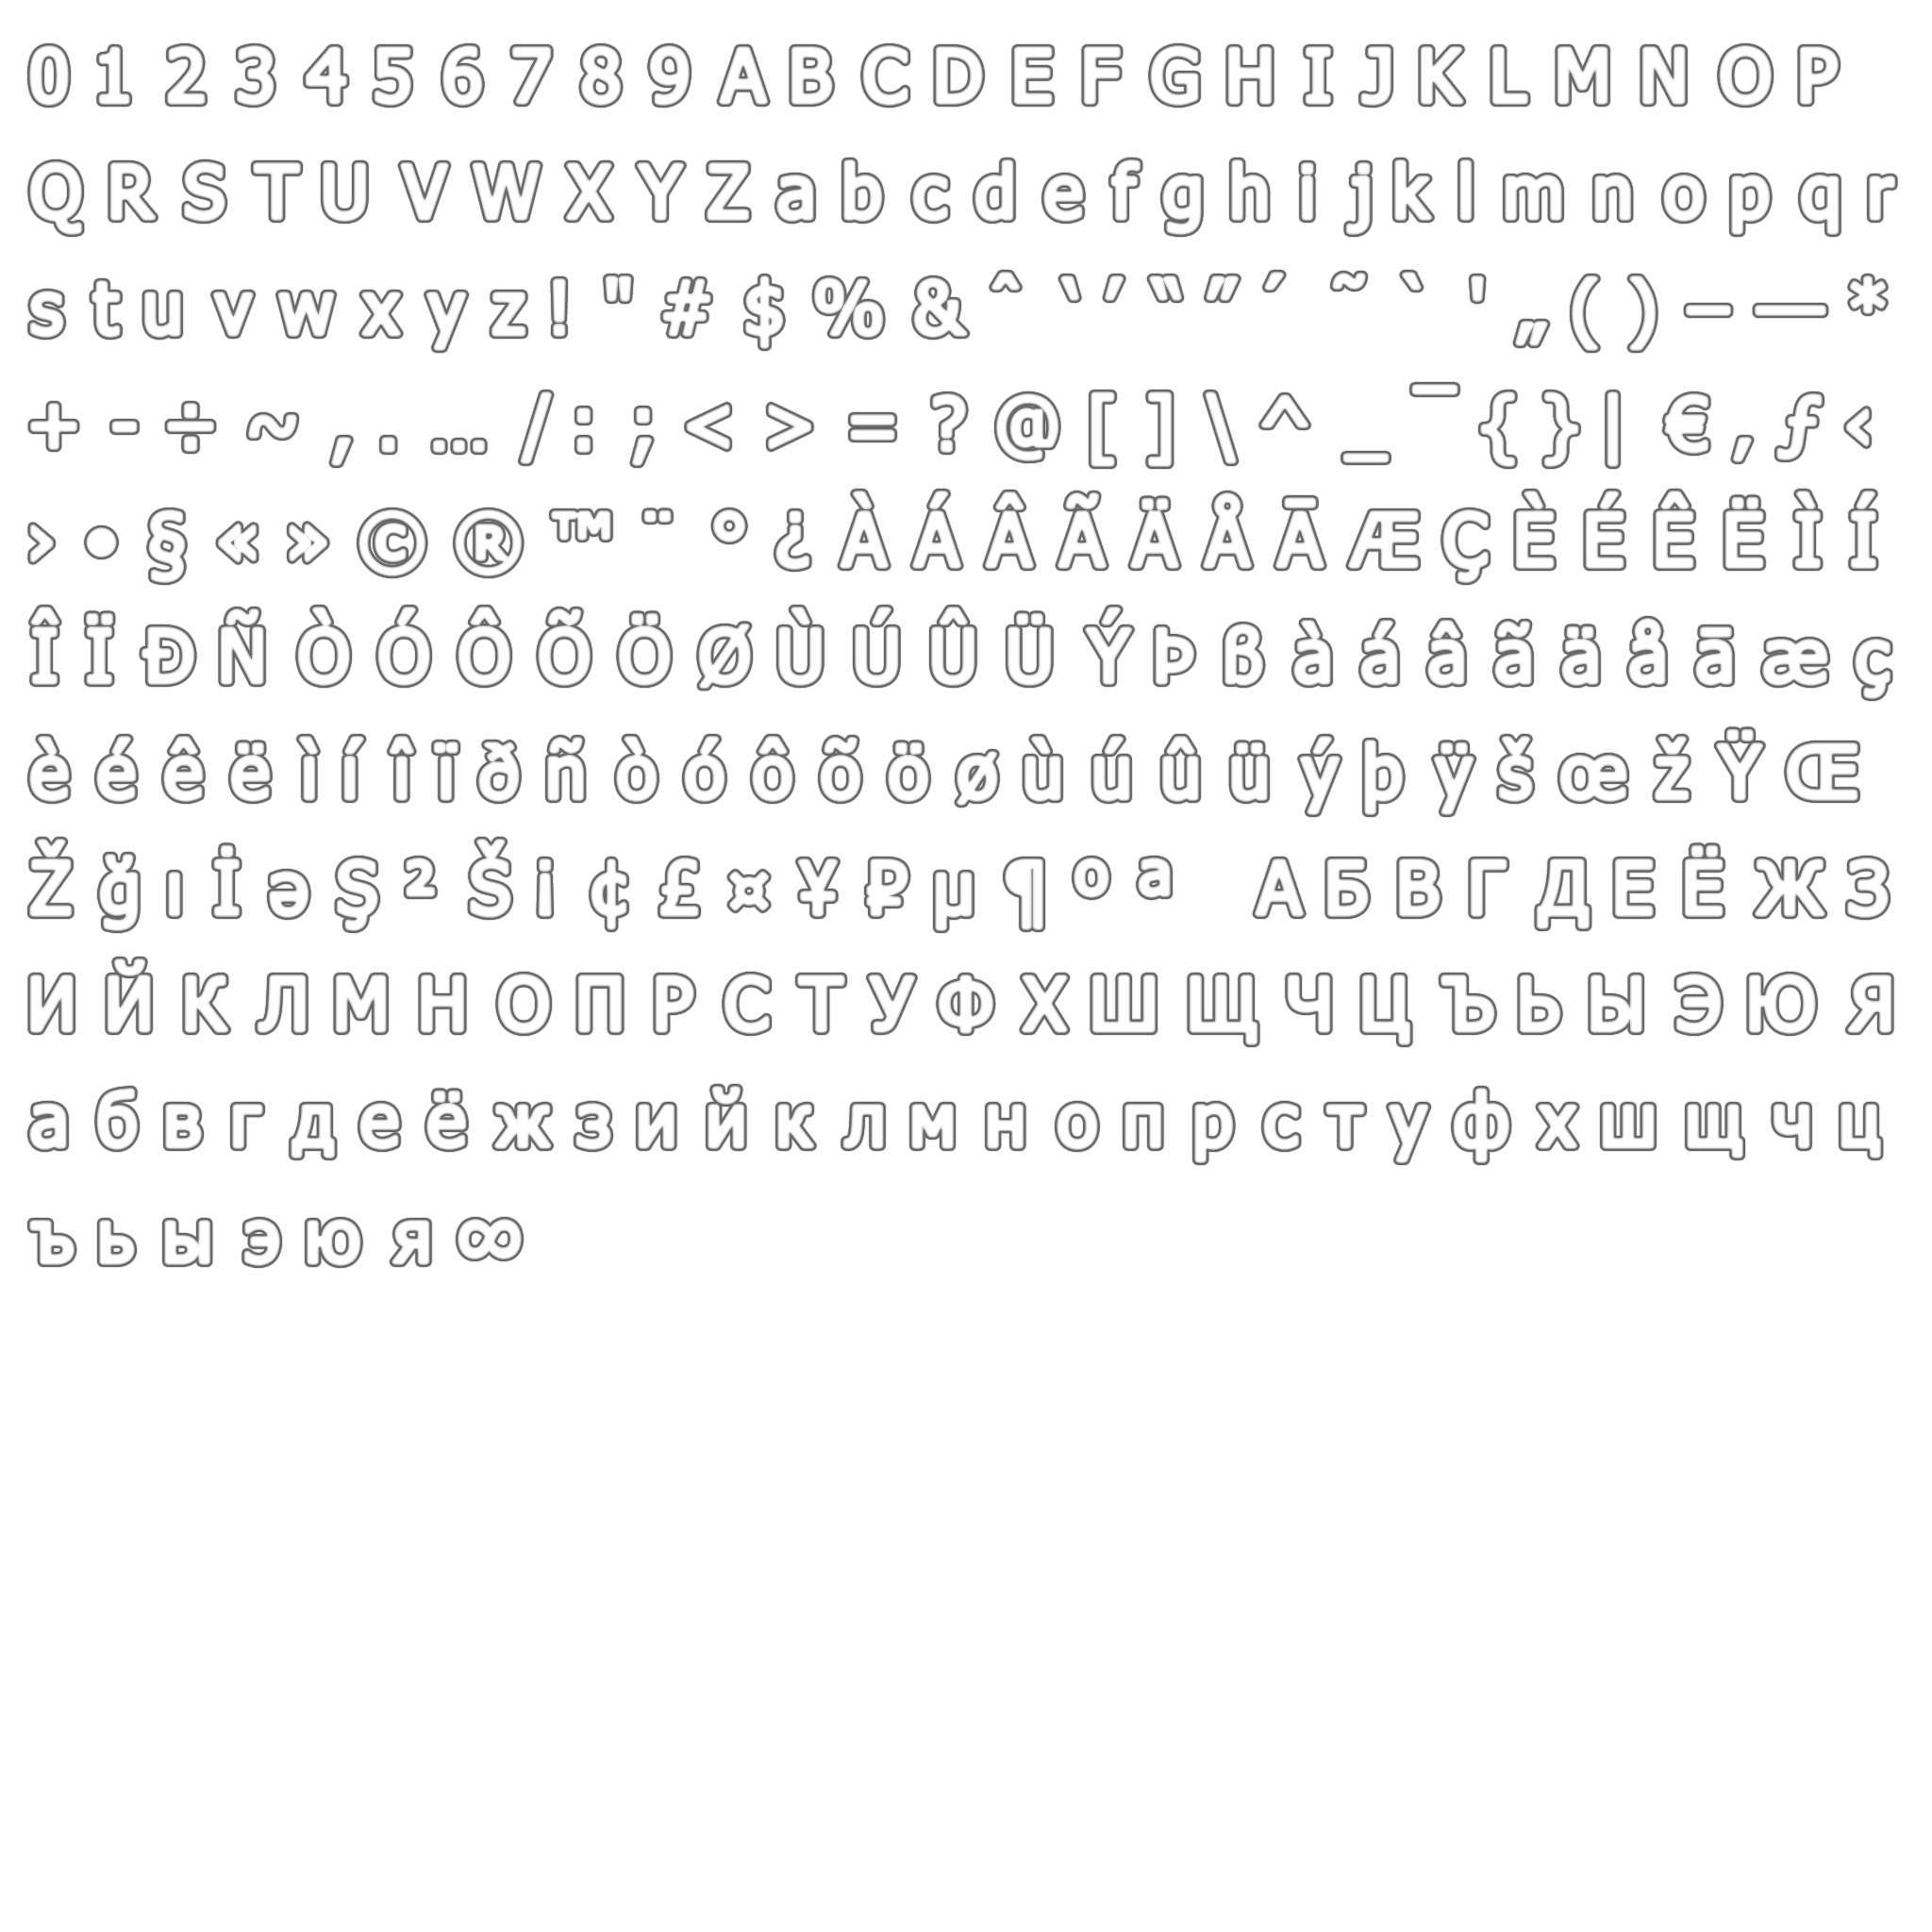 0 1 2 3 4 5 6 7 8 9 A B C D E F G H I J K L M N O P
Q R S T U V W X Y Z a b c d e f g h i j k l m n o p q r
s t u v w x y z ! " # $ % & ˆ ‘ ’ “ ” ´ ˜ ` ' „ ( ) – — *
+ - ÷ ~ , . … / : ; < > = ? @ [ ] \ ^ _ ¯ { } | € ‚ ƒ ‹
› • § « » © ® ™ ¨ ° ¿ À Á Â Ã Ä Å Ā Æ Ç È É Ê Ë Ì Í
Î Ï Ð Ñ Ò Ó Ô Õ Ö Ø Ù Ú Û Ü Ý Þ ß à á â ã ä å ā æ ç
è é ê ë ì í î ï ð ñ ò ó ô õ ö ø ù ú û ü ý þ ÿ š œ ž Ÿ Œ
Ž ğ ı İ ə Ş ² Š ¡ ¢ £ ¤ ¥ ₽ µ ¶ º ª А Б В Г Д Е Ё Ж З
И Й К Л М Н О П Р С Т У Ф Х Ш Щ Ч Ц Ъ Ь Ы Э Ю Я
а б в г д е ё ж з и й к л м н о п р с т у ф х ш щ ч ц
ъ ь ы э ю я ∞